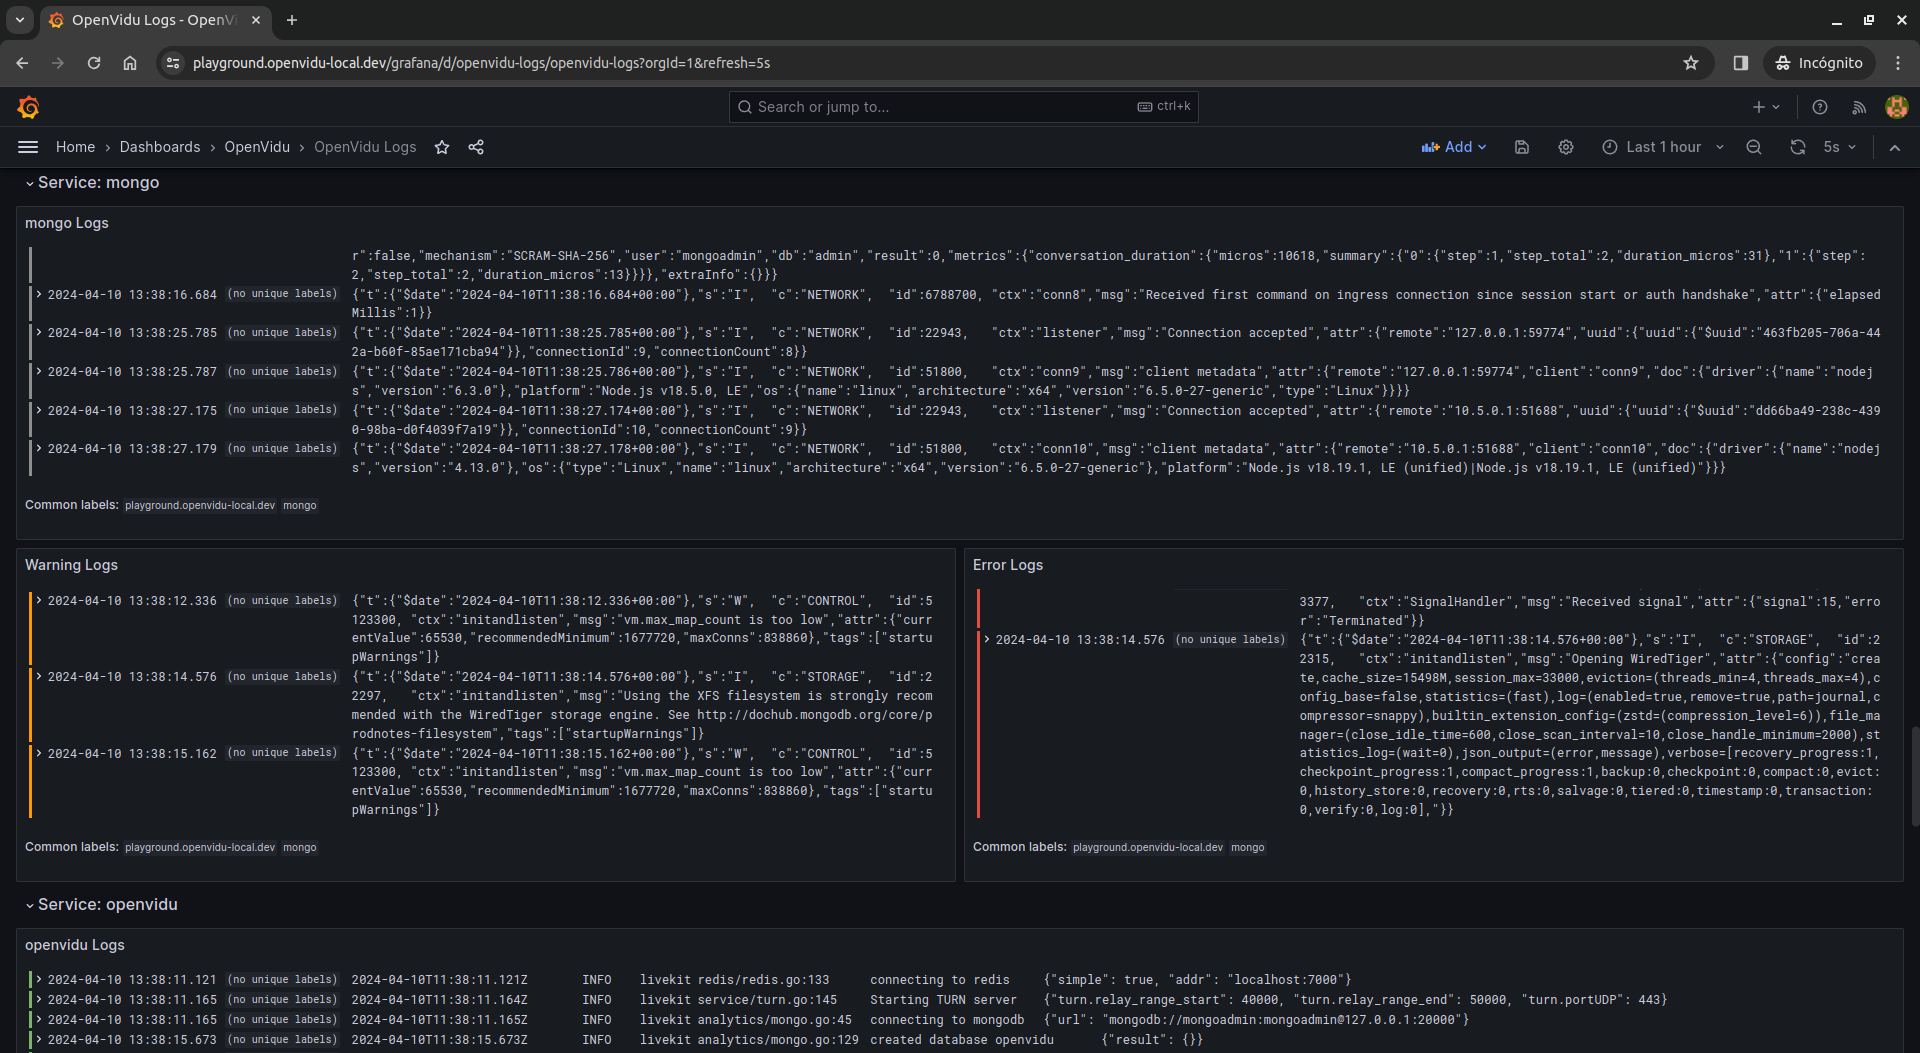 OpenVidu Logs - OpenV
playground.openvidu-local.dev/grafana/d/openvidu-logs/openvidu-logs?orgId=1&refresh=5s
Incógnito
Search or jump to...
ctrl+k
Home › Dashboards › OpenVidu › OpenVidu Logs
Add
Last 1 hour
5s
Service: mongo
mongo Logs
r":false,"mechanism":"SCRAM-SHA-256","user":"mongoadmin","db":"admin","result":0,"metrics":{"conversation_duration":{"micros":10618,"summary":{"0":{"step":1,"step_total":2,"duration_micros":31},"1":{"step":
2,"step_total":2,"duration_micros":13}}}},"extraInfo":{}}}
2024-04-10 13:38:16.684 (no unique labels) {"t":{"$date":"2024-04-10T11:38:16.684+00:00"},"s":"I", "c":"NETWORK", "id":6788700, "ctx":"conn8","msg":"Received first command on ingress connection since session start or auth handshake","attr":{"elapsed
Millis":1}}
2024-04-10 13:38:25.785 (no unique labels) {"t":{"$date":"2024-04-10T11:38:25.785+00:00"},"s":"I", "c":"NETWORK", "id":22943, "ctx":"listener","msg":"Connection accepted","attr":{"remote":"127.0.0.1:59774","uuid":{"uuid":{"$uuid":"463fb205-706a-44
2a-b60f-85ae171cba94"}},"connectionId":9,"connectionCount":8}}
2024-04-10 13:38:25.787 (no unique labels) {"t":{"$date":"2024-04-10T11:38:25.786+00:00"},"s":"I", "c":"NETWORK", "id":51800, "ctx":"conn9","msg":"client metadata","attr":{"remote":"127.0.0.1:59774","client":"conn9","doc":{"driver":{"name":"nodej
s","version":"6.3.0"},"platform":"Node.js v18.5.0, LE","os":{"name":"linux","architecture":"x64","version":"6.5.0-27-generic","type":"Linux"}}}}
2024-04-10 13:38:27.175 (no unique labels) {"t":{"$date":"2024-04-10T11:38:27.174+00:00"},"s":"I", "c":"NETWORK", "id":22943, "ctx":"listener","msg":"Connection accepted","attr":{"remote":"10.5.0.1:51688","uuid":{"uuid":{"$uuid":"dd66ba49-238c-439
0-98ba-d0f4039f7a19"}},"connectionId":10,"connectionCount":9}}
2024-04-10 13:38:27.179 (no unique labels) {"t":{"$date":"2024-04-10T11:38:27.178+00:00"},"s":"I", "c":"NETWORK", "id":51800, "ctx":"conn10","msg":"client metadata","attr":{"remote":"10.5.0.1:51688","client":"conn10","doc":{"driver":{"name":"nodej
s","version":"4.13.0"},"os":{"type":"Linux","name":"linux","architecture":"x64","version":"6.5.0-27-generic"},"platform":"Node.js v18.19.1, LE (unified)|Node.js v18.19.1, LE (unified)"}}}
Common labels: playground.openvidu-local.dev mongo
Warning Logs
2024-04-10 13:38:12.336 (no unique labels) {"t":{"$date":"2024-04-10T11:38:12.336+00:00"},"s":"W", "c":"CONTROL", "id":5
123300, "ctx":"initandlisten","msg":"vm.max_map_count is too low","attr":{"curr
entValue":65530,"recommendedMinimum":1677720,"maxConns":838860},"tags":["startu
pWarnings"]}
2024-04-10 13:38:14.576 (no unique labels) {"t":{"$date":"2024-04-10T11:38:14.576+00:00"},"s":"I", "c":"STORAGE", "id":2
2297, "ctx":"initandlisten","msg":"Using the XFS filesystem is strongly recom
mended with the WiredTiger storage engine. See http://dochub.mongodb.org/core/p
rodnotes-filesystem","tags":["startupWarnings"]}
2024-04-10 13:38:15.162 (no unique labels) {"t":{"$date":"2024-04-10T11:38:15.162+00:00"},"s":"W", "c":"CONTROL", "id":5
123300, "ctx":"initandlisten","msg":"vm.max_map_count is too low","attr":{"curr
entValue":65530,"recommendedMinimum":1677720,"maxConns":838860},"tags":["startu
pWarnings"]}
Common labels: playground.openvidu-local.dev mongo
Error Logs
3377, "ctx":"SignalHandler","msg":"Received signal","attr":{"signal":15,"erro
r":"Terminated"}}
2024-04-10 13:38:14.576 (no unique labels) {"t":{"$date":"2024-04-10T11:38:14.576+00:00"},"s":"I", "c":"STORAGE", "id":2
2315, "ctx":"initandlisten","msg":"Opening WiredTiger","attr":{"config":"crea
te,cache_size=15498M,session_max=33000,eviction=(threads_min=4,threads_max=4),c
onfig_base=false,statistics=(fast),log=(enabled=true,remove=true,path=journal,c
ompressor=snappy),builtin_extension_config=(zstd=(compression_level=6)),file_ma
nager=(close_idle_time=600,close_scan_interval=10,close_handle_minimum=2000),st
atistics_log=(wait=0),json_output=(error,message),verbose=[recovery_progress:1,
checkpoint_progress:1,compact_progress:1,backup:0,checkpoint:0,compact:0,evict:
0,history_store:0,recovery:0,rts:0,salvage:0,tiered:0,timestamp:0,transaction:
0,verify:0,log:0],"}}
Common labels: playground.openvidu-local.dev mongo
Service: openvidu
openvidu Logs
2024-04-10 13:38:11.121 (no unique labels) 2024-04-10T11:38:11.121Z INFO livekit redis/redis.go:133 connecting to redis {"simple": true, "addr": "localhost:7000"}
2024-04-10 13:38:11.165 (no unique labels) 2024-04-10T11:38:11.164Z INFO livekit service/turn.go:145 Starting TURN server {"turn.relay_range_start": 40000, "turn.relay_range_end": 50000, "turn.portUDP": 443}
2024-04-10 13:38:11.165 (no unique labels) 2024-04-10T11:38:11.165Z INFO livekit analytics/mongo.go:45 connecting to mongodb {"url": "mongodb://mongoadmin:mongoadmin@127.0.0.1:20000"}
2024-04-10 13:38:15.673 (no unique labels) 2024-04-10T11:38:15.673Z INFO livekit analytics/mongo.go:129 created database openvidu {"result": {}}